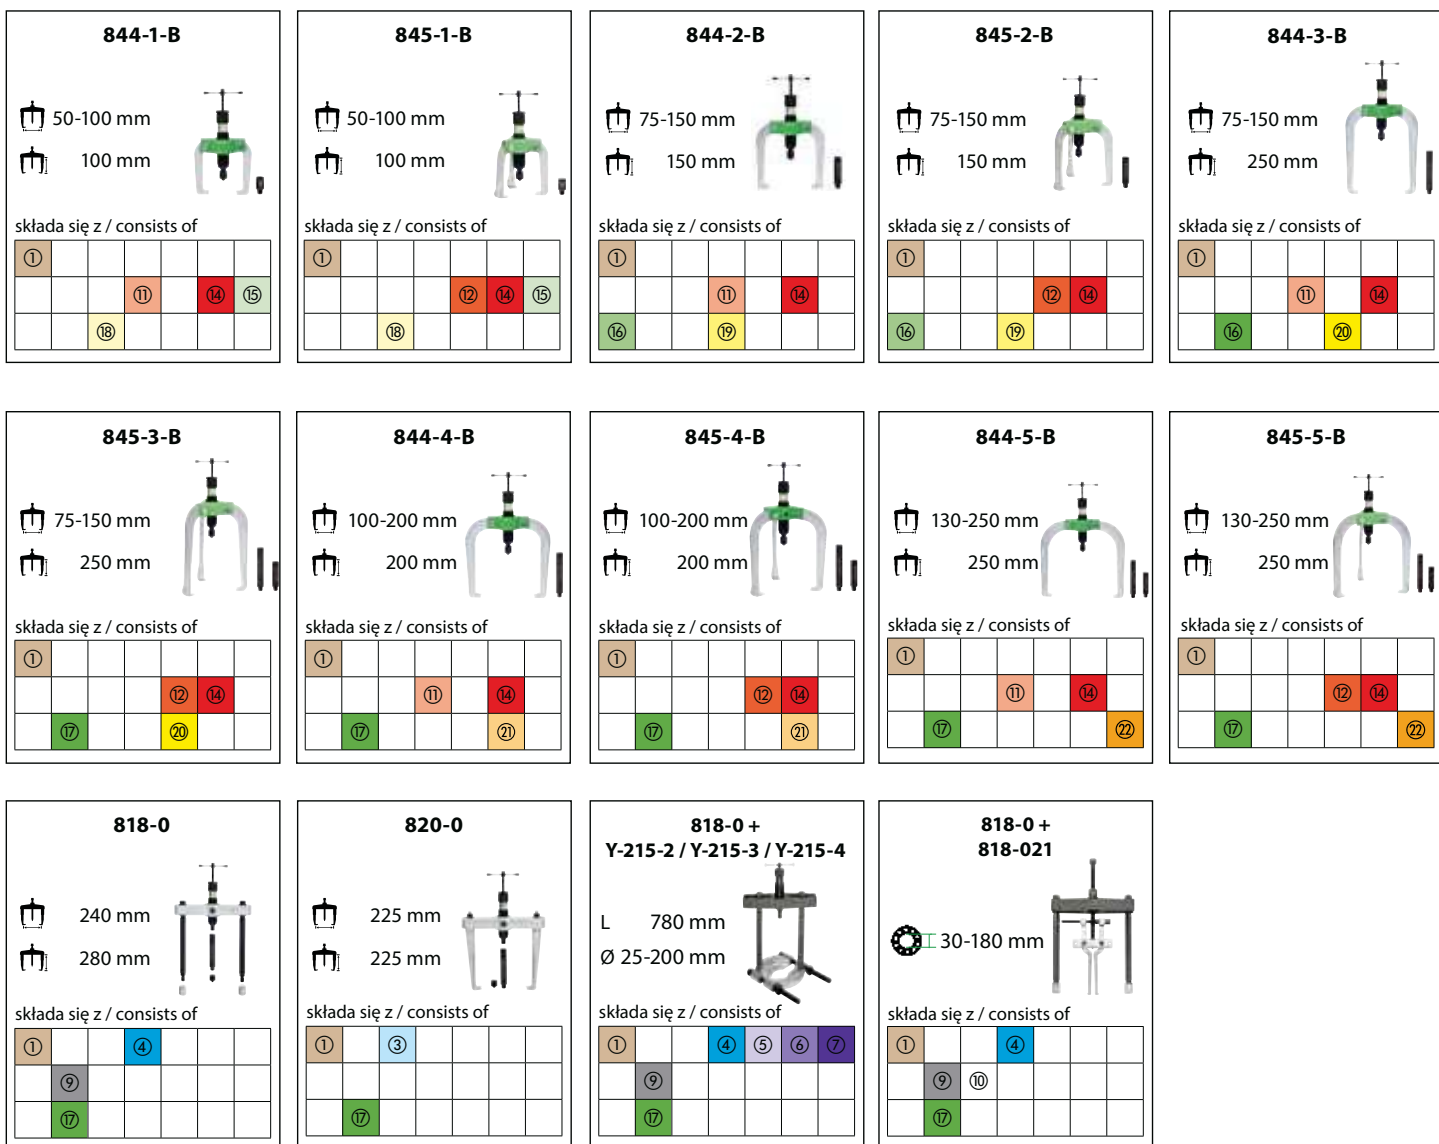 844-1-B
50-100 mm
100 mm
składa się z / consists of
①
⑪ ⑭ ⑮
⑱
845-1-B
50-100 mm
100 mm
składa się z / consists of
①
⑫ ⑭ ⑮
⑱
844-2-B
75-150 mm
150 mm
składa się z / consists of
①
⑪ ⑭
⑯ ⑲
845-2-B
75-150 mm
150 mm
składa się z / consists of
①
⑫ ⑭
⑯ ⑲
844-3-B
75-150 mm
250 mm
składa się z / consists of
①
⑪ ⑭
⑯ ⑳
845-3-B
75-150 mm
250 mm
składa się z / consists of
①
⑫ ⑭
⑰ ⑳
844-4-B
100-200 mm
200 mm
składa się z / consists of
①
⑪ ⑭
⑰ ㉑
845-4-B
100-200 mm
200 mm
składa się z / consists of
①
⑫ ⑭
⑰ ㉑
844-5-B
130-250 mm
250 mm
składa się z / consists of
①
⑪ ⑭
⑰ ㉒
845-5-B
130-250 mm
250 mm
składa się z / consists of
①
⑫ ⑭
⑰ ㉒
818-0
240 mm
280 mm
składa się z / consists of
① ④
⑨
⑰
820-0
225 mm
225 mm
składa się z / consists of
① ③
⑰
818-0 +
Y-215-2 / Y-215-3 / Y-215-4
L 780 mm
Ø 25-200 mm
składa się z / consists of
① ④ ⑤ ⑥ ⑦
⑨
⑰
818-0 +
818-021
30-180 mm
składa się z / consists of
① ④
⑨ ⑩
⑰